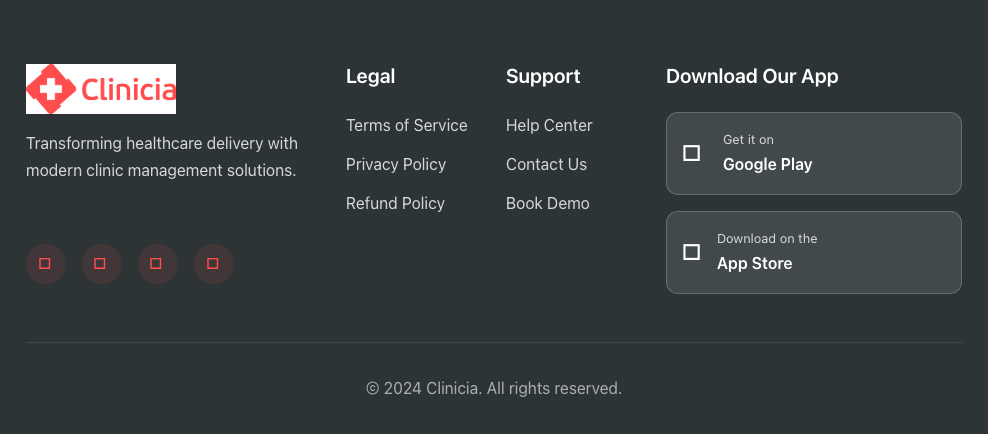 Clinicia
Transforming healthcare delivery with
modern clinic management solutions.
Legal
Terms of Service
Privacy Policy
Refund Policy
Support
Help Center
Contact Us
Book Demo
Download Our App
Get it on
Google Play
Download on the
App Store
© 2024 Clinicia. All rights reserved.